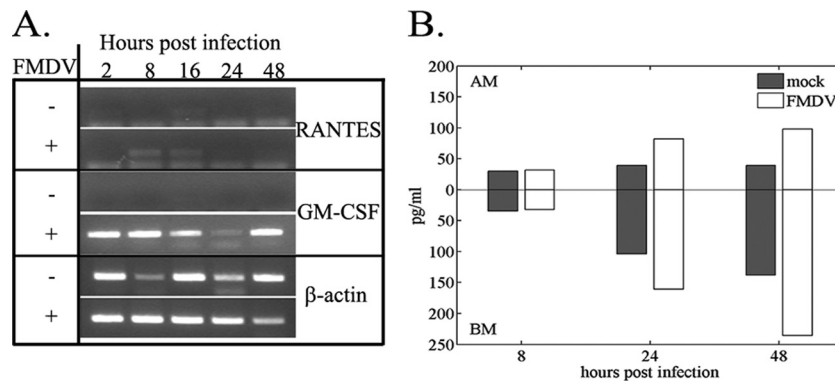 A.
Hours post infection
FMDV 2 8 16 24 48
-
RANTES
+
-
GM-CSF
+
-
β-actin
+
B.
200
150
100
50
0
50
100
150
200
250
pg/ml
AM
BM
mock
FMDV
8 24 48
hours post infection